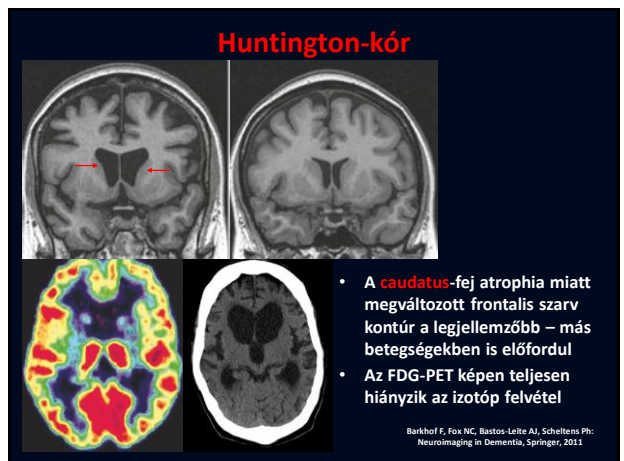 Huntington-kór
• A caudatus-fej atrophia miatt
megváltozott frontalis szarv
kontúr a legjellemzőbb – más
betegségekben is előfordul
• Az FDG-PET képen teljesen
hiányzik az izotóp felvétel
Barkhof F, Fox NC, Bastos-Leite AJ, Scheltens Ph:
Neuroimaging in Dementia, Springer, 2011